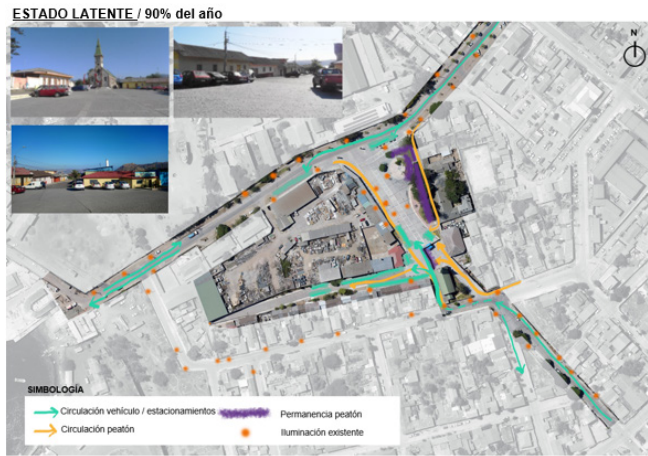 ESTADO LATENTE / 90% del año
N
SIMBOLOGÍA
Circulación vehículo / estacionamientos
Permanencia peatón
Circulación peatón
Iluminación existente